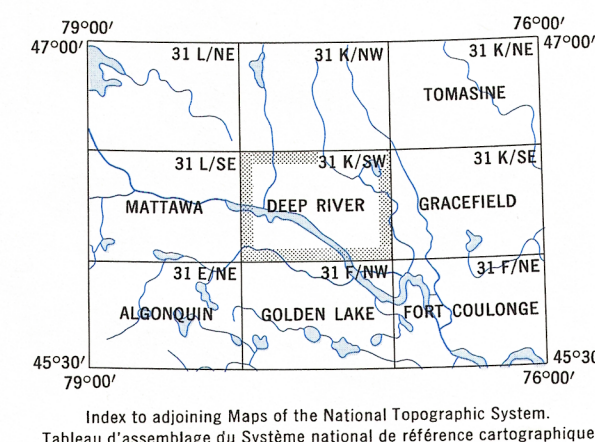 79°00′ 76°00′
47°00′ 31 L/NE 31 K/NW 31 K/NE 47°00′
TOMASINE
31 L/SE 31 K/SW 31 K/SE
MATTAWA DEEP RIVER GRACEFIELD
31 E/NE 31 F/NW 31 F/NE
ALGONQUIN GOLDEN LAKE FORT COULONGE
45°30′ 45°30
79°00′ 76°00′
Index to adjoining Maps of the National Topographic System.
Tableau d'assemblage du Système national de référence cartographique